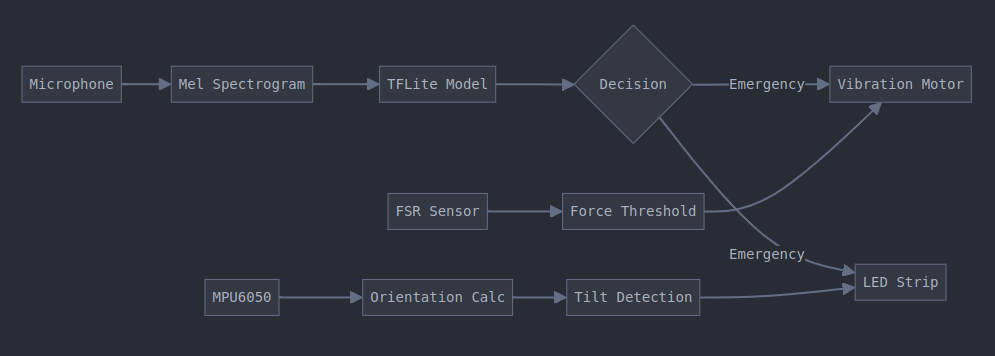 Microphone
Mel Spectrogram
TFLite Model
Decision
Emergency
Vibration Motor
FSR Sensor
Force Threshold
Emergency
LED Strip
MPU6050
Orientation Calc
Tilt Detection